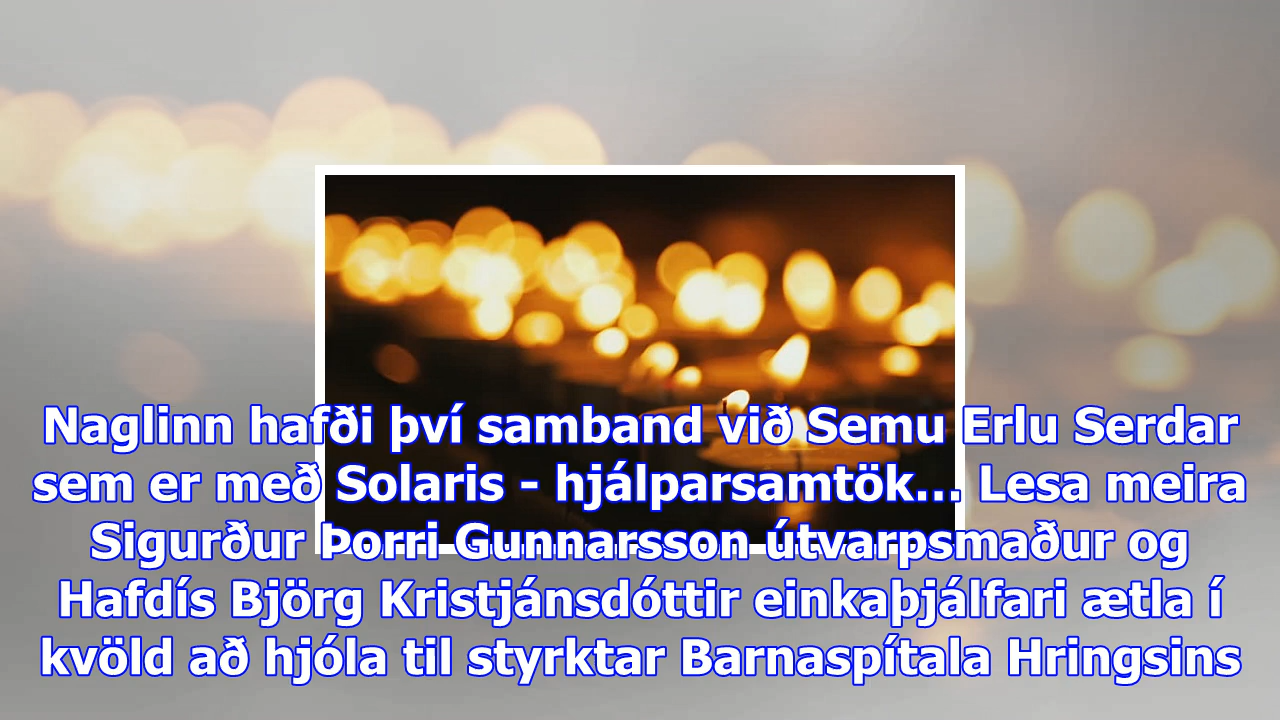 Naglinn hafði því samband við Semu Erlu Serdar
sem er með Solaris - hjálparsamtök... Lesa meira
Sigurður Þorri Gunnarsson útvarpsmaður og
Hafdís Björg Kristjánsdóttir einkaþjálfari ætla í
kvöld að hjóla til styrktar Barnaspítala Hringsins